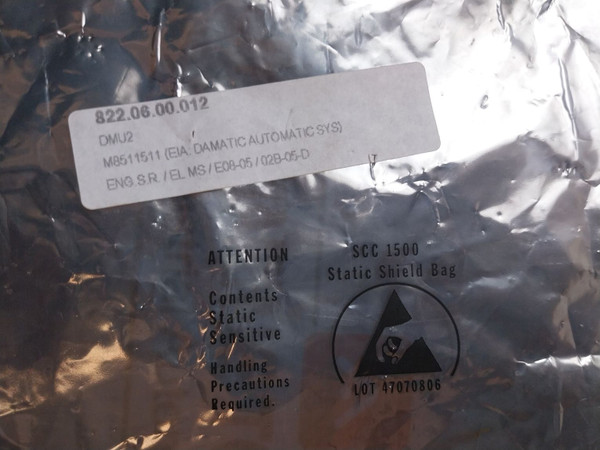 822.06.00.012
DMU2
M8511511 (EIA: DAMATIC AUTOMATIC SYS)
ENG.S.R. / EL MS / E08-05 / 02B-05-D
ATTENTION
Contents
Static
Sensitive
Handling
Precautions
Required.
SCC 1500
Static Shield Bag
LOT 47070806